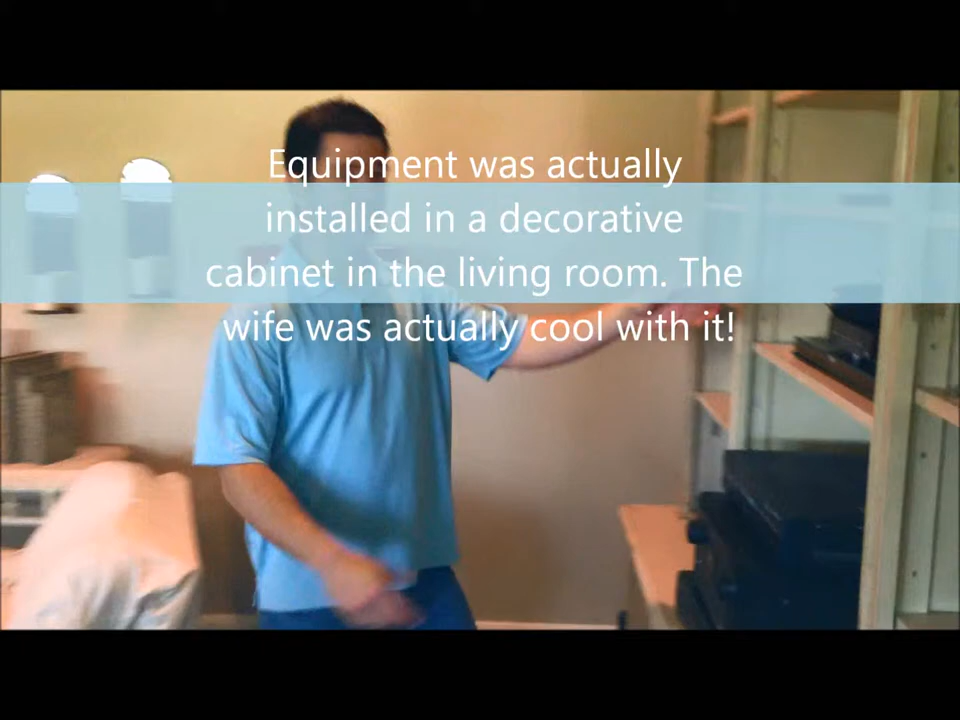 Equipment was actually
installed in a decorative
cabinet in the living room. The
wife was actually cool with it!